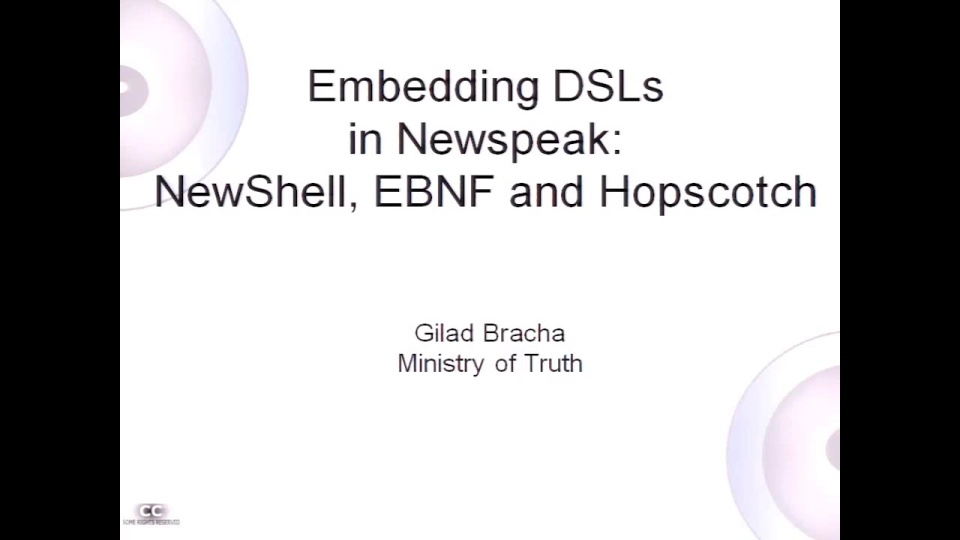 Embedding DSLs
in Newspeak:
NewShell, EBNF and Hopscotch
Gilad Bracha
Ministry of Truth
CC
SOME RIGHTS RESERVED